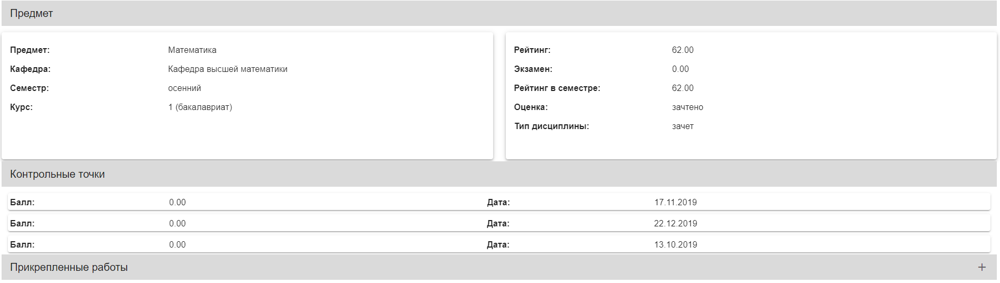 Предмет
Предмет: Математика
Кафедра: Кафедра высшей математики
Семестр: осенний
Курс: 1 (бакалавриат)
Рейтинг: 62.00
Экзамен: 0.00
Рейтинг в семестре: 62.00
Оценка: зачтено
Тип дисциплины: зачет
Контрольные точки
Балл: 0.00 Дата: 17.11.2019
Балл: 0.00 Дата: 22.12.2019
Балл: 0.00 Дата: 13.10.2019
Прикрепленные работы +